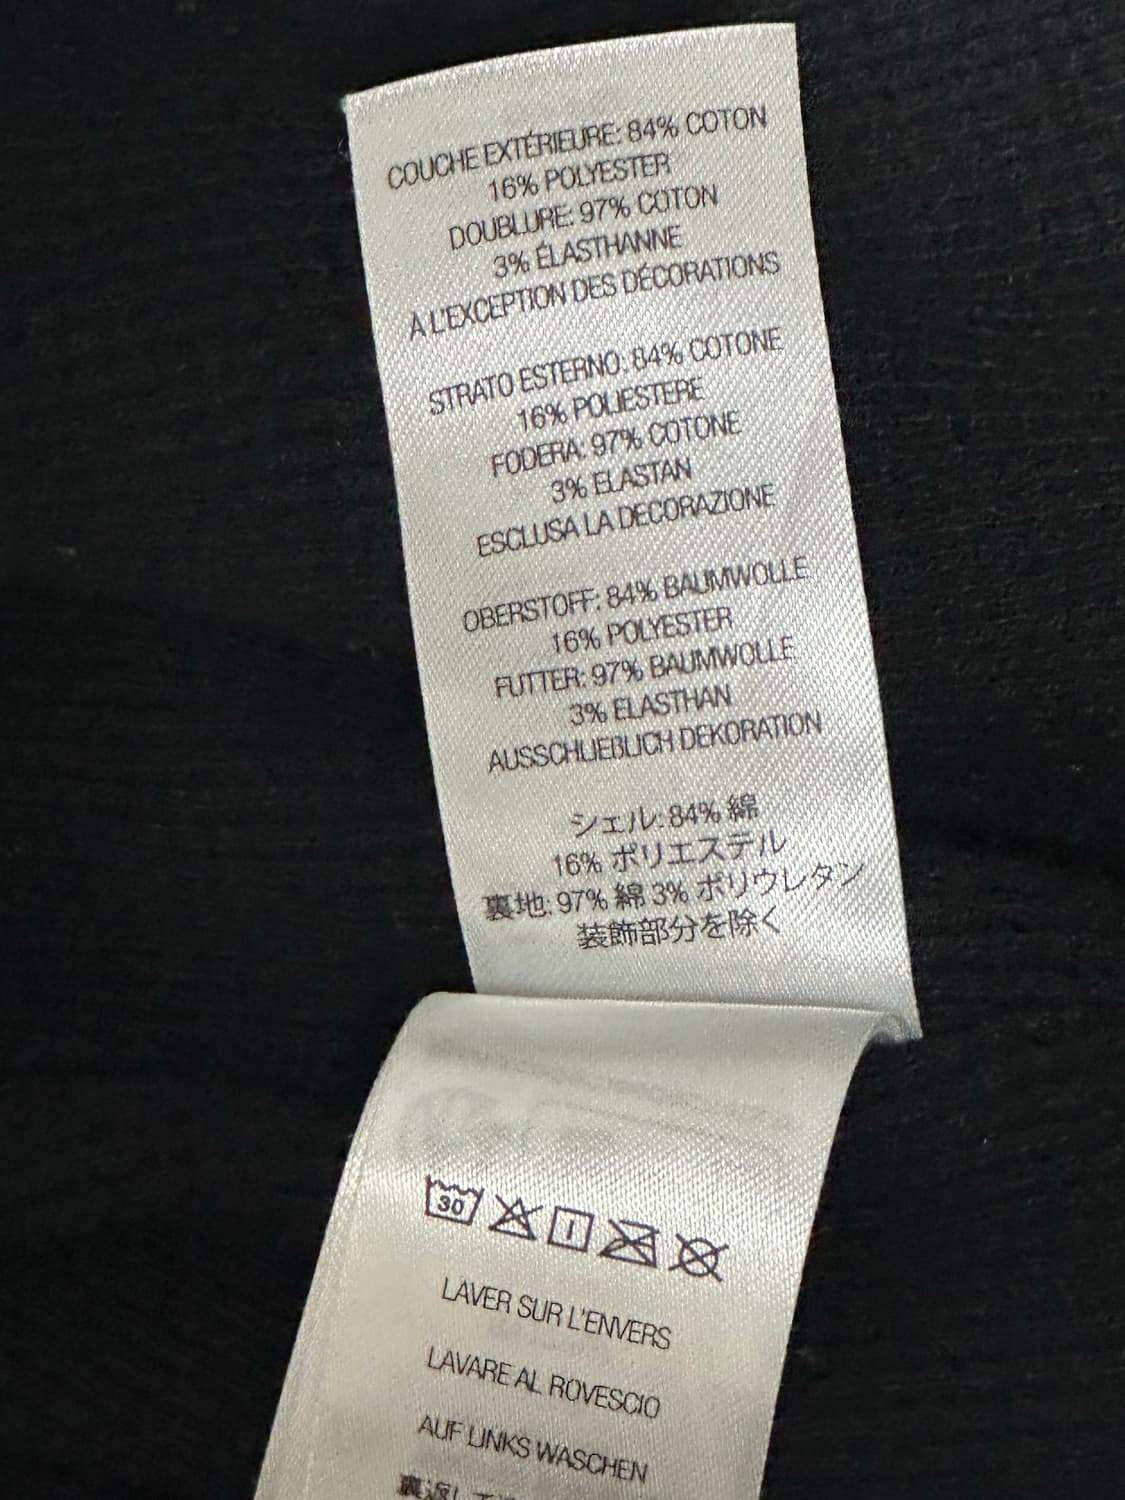 COUCHE EXTÉRIEURE: 84% COTON
16% POLYESTER
DOUBLURE: 97% COTON
3% ÉLASTHANNE
À L'EXCEPTION DES DÉCORATIONS
STRATO ESTERNO: 84% COTONE
16% POLIESTERE
FODERA: 97% COTONE
3% ELASTAN
ESCLUSA LA DECORAZIONE
OBERSTOFF: 84% BAUMWOLLE
16% POLYESTER
FUTTER: 97% BAUMWOLLE
3% ELASTHAN
AUSSCHLIEBLICH DEKORATION
シェル: 84% 綿
16% ポリエステル
裏地: 97% 綿 3% ポリウレタン
装飾部分を除く
30
LAVER SUR L'ENVERS
LAVARE AL ROVESCIO
AUF LINKS WASCHEN
裏返して